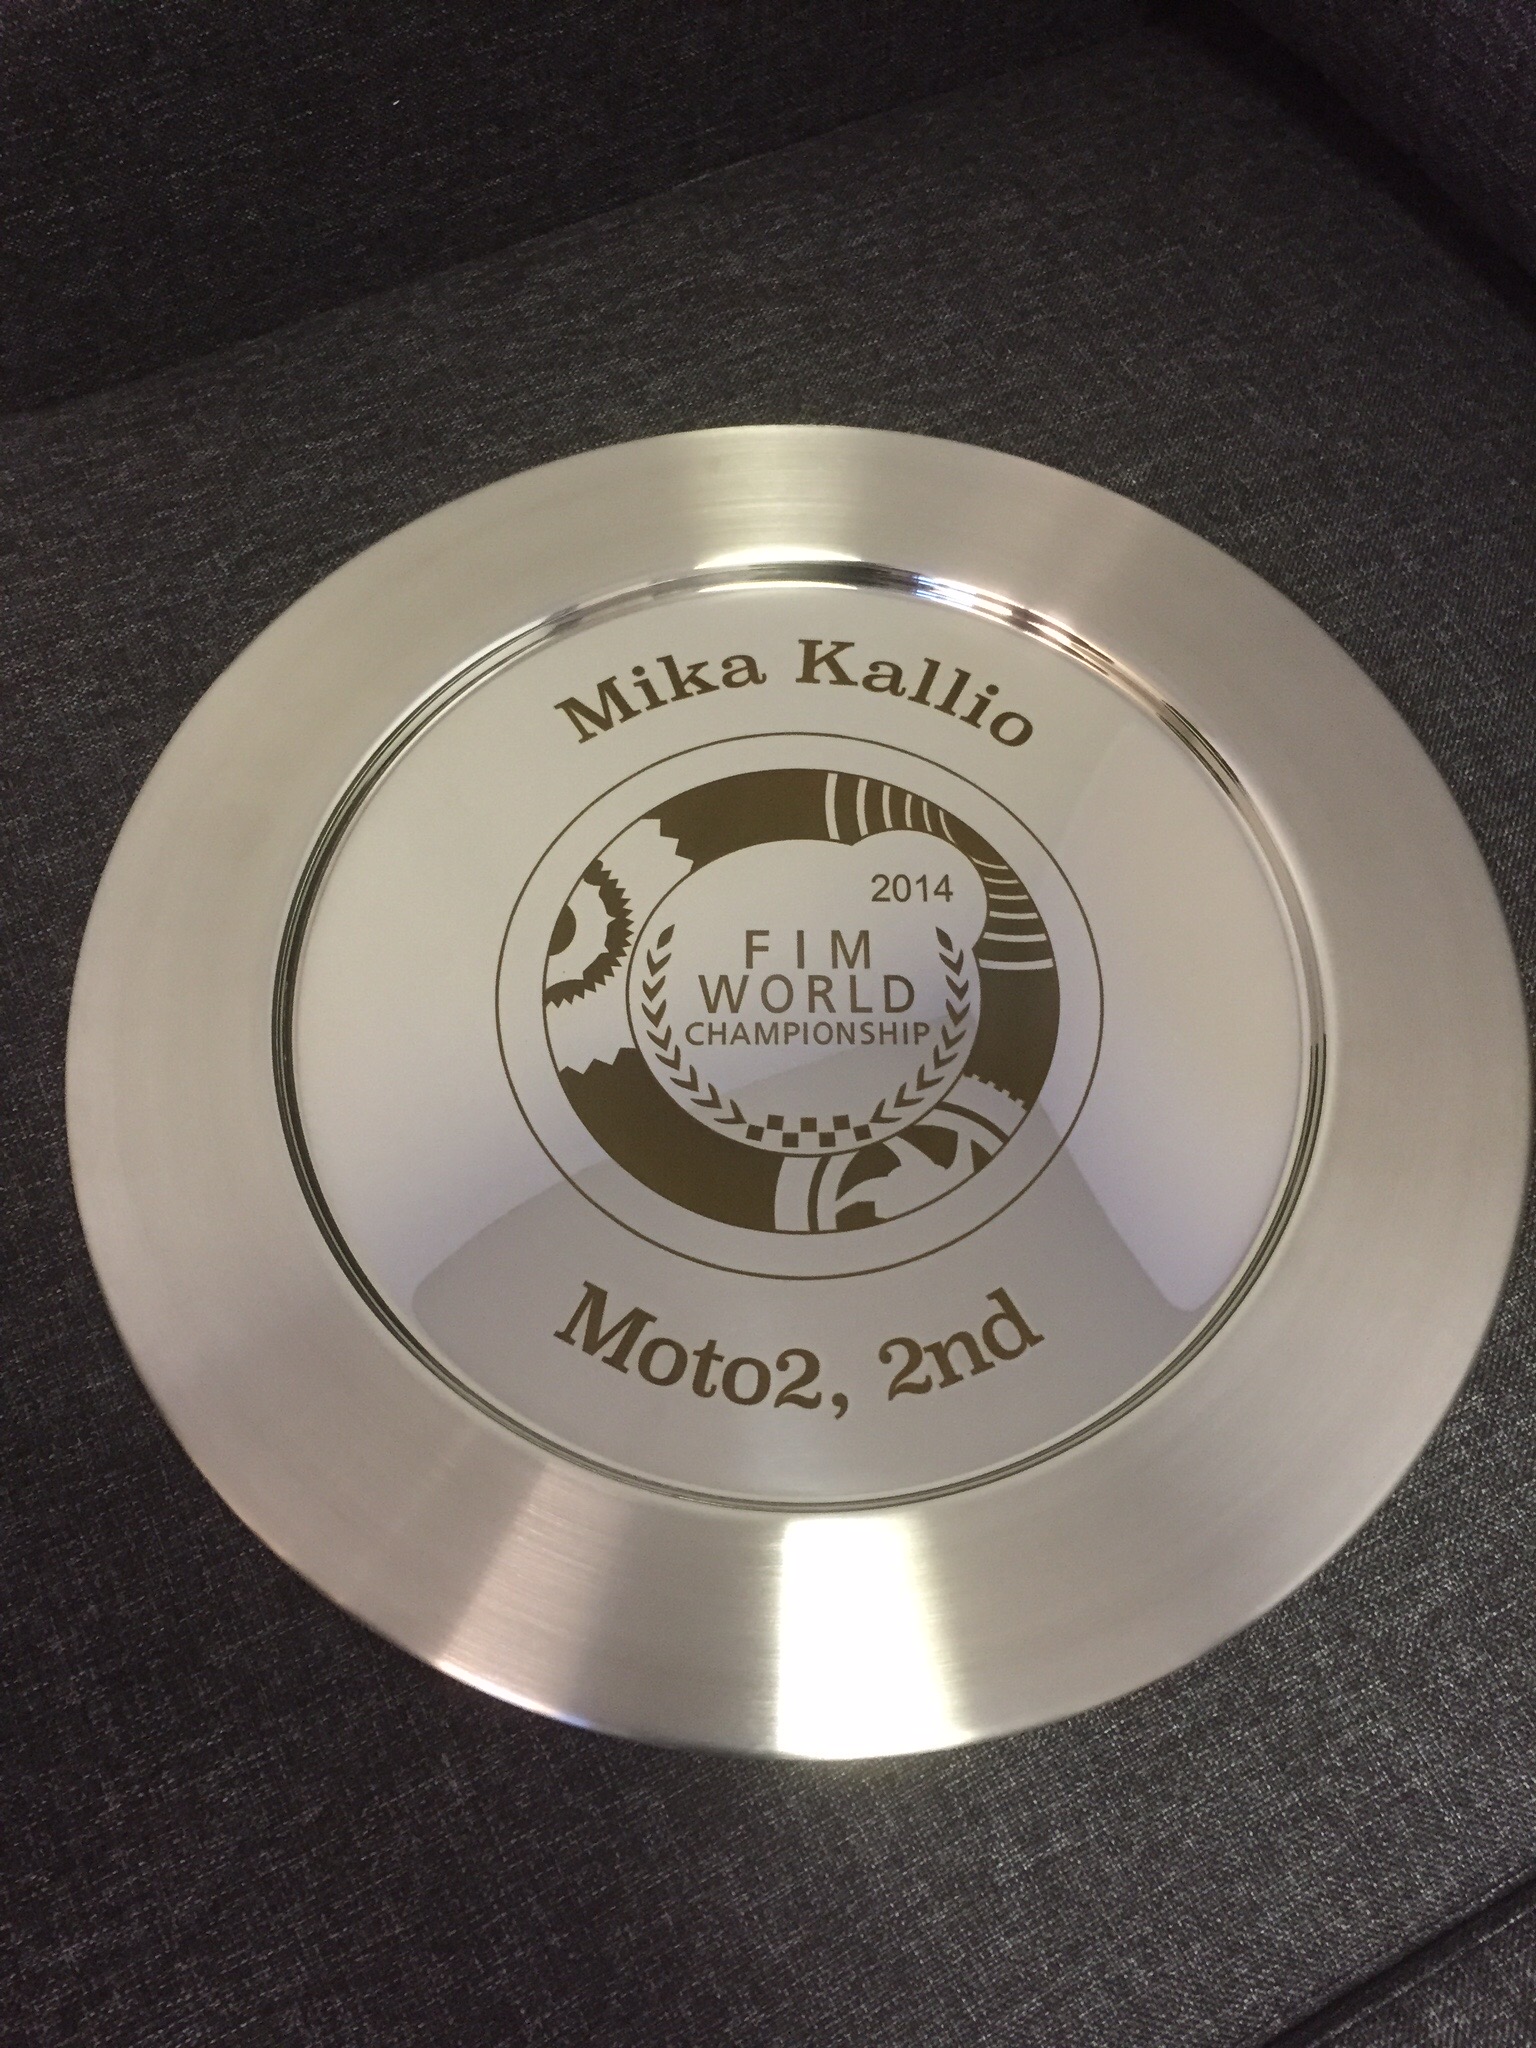 Mika Kallio
2014
FIM
WORLD
CHAMPIONSHIP
Moto2, 2nd